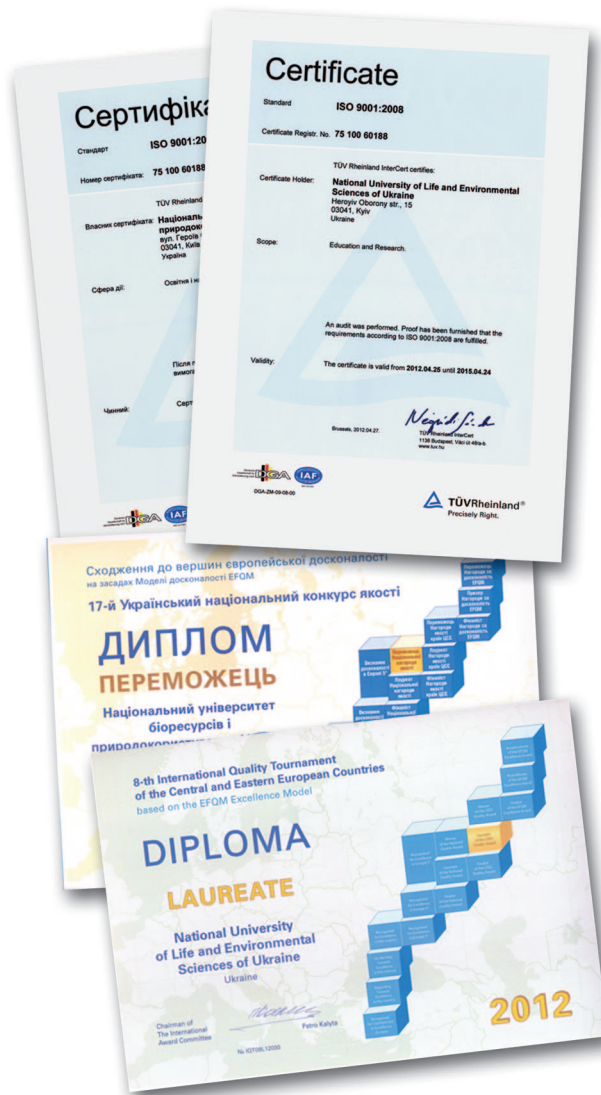 Сертифіка
Стандарт ISO 9001:20
Номер сертифіката: 75 100 60188
TÜV Rheinland
Власник сертифіката: Національ
природоко
вул. Героїв
03041, Київ
Україна
Сфера дії: Освітня і н
Після п
вимога
Чинний: Серт
DGA IAF
Certificate
Standard ISO 9001:2008
Certificate Registr. No. 75 100 60188
TÜV Rheinland InterCert certifies:
Certificate Holder: National University of Life and Environmental
Sciences of Ukraine
Heroyiv Oborony str., 15
03041, Kyiv
Ukraine
Scope: Education and Research.
An audit was performed. Proof has been furnished that the
requirements according to ISO 9001:2008 are fulfilled.
Validity: The certificate is valid from 2012.04.25 until 2015.04.24
Brussels, 2012.04.27.
TÜV Rheinland InterCert
1138 Budapest, Váci út 48/a-b.
www.tuv.hu
DGA IAF
DGA-ZM-09-08-00
TÜVRheinland®
Precisely Right.
Сходження до вершин європейської досконалості
на засадах Моделі досконалості EFQM
17-й Український національний конкурс якості
ДИПЛОМ
ПЕРЕМОЖЕЦЬ
Національний університет
біоресурсів і
природокористу
8-th International Quality Tournament
of the Central and Eastern European Countries
based on the EFQM Excellence Model
DIPLOMA
LAUREATE
National University
of Life and Environmental
Sciences of Ukraine
Ukraine
Chairman of
The International
Award Committee
Petro Kalyta
2012